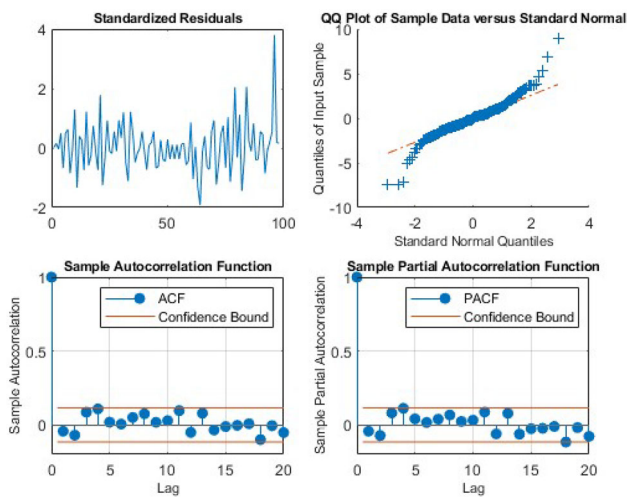 Standardized Residuals
4
2
0
-2
0
50
100
QQ Plot of Sample Data versus Standard Normal
Quantiles of Input Sample
10
5
0
-5
-10
-4
-2
0
2
4
Standard Normal Quantiles
Sample Autocorrelation Function
Sample Autocorrelation
1
0.5
0
ACF
Confidence Bound
0
5
10
15
20
Lag
Sample Partial Autocorrelation Function
Sample Partial Autocorrelation
1
0.5
0
PACF
Confidence Bound
0
5
10
15
20
Lag